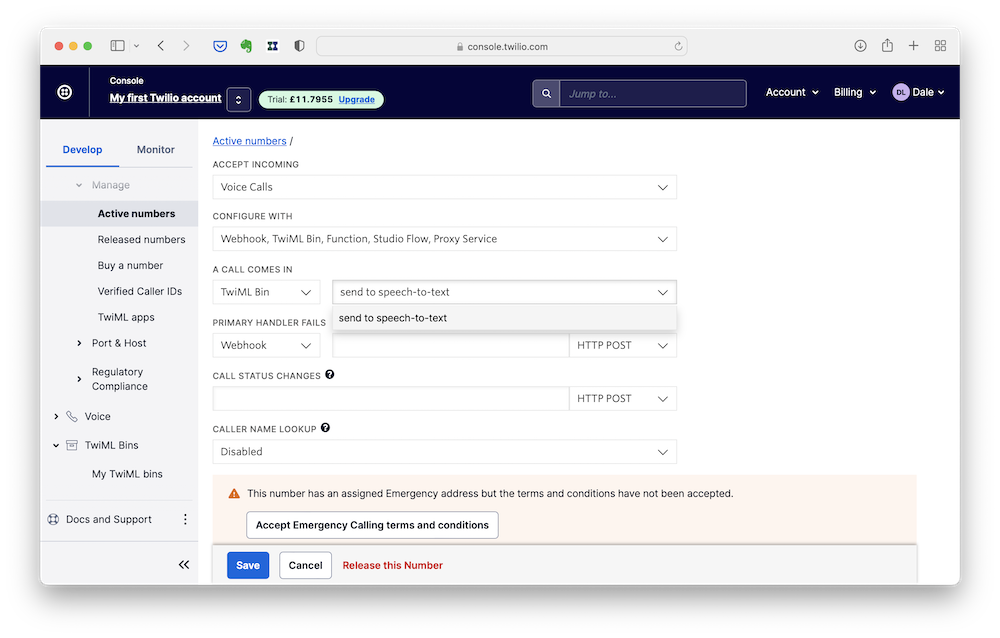 console.twilio.com
Console
My first Twilio account
Trial: £11.7955 Upgrade
Jump to...
Account
Billing
DL Dale
Develop
Monitor
Manage
Active numbers
Released numbers
Buy a number
Verified Caller IDs
TwiML apps
Port & Host
Regulatory
Compliance
Voice
TwiML Bins
My TwiML bins
Docs and Support
Active numbers /
ACCEPT INCOMING
Voice Calls
CONFIGURE WITH
Webhook, TwiML Bin, Function, Studio Flow, Proxy Service
A CALL COMES IN
TwiML Bin
send to speech-to-text
send to speech-to-text
PRIMARY HANDLER FAILS
Webhook
HTTP POST
CALL STATUS CHANGES
HTTP POST
CALLER NAME LOOKUP
Disabled
This number has an assigned Emergency address but the terms and conditions have not been accepted.
Accept Emergency Calling terms and conditions
Save
Cancel
Release this Number